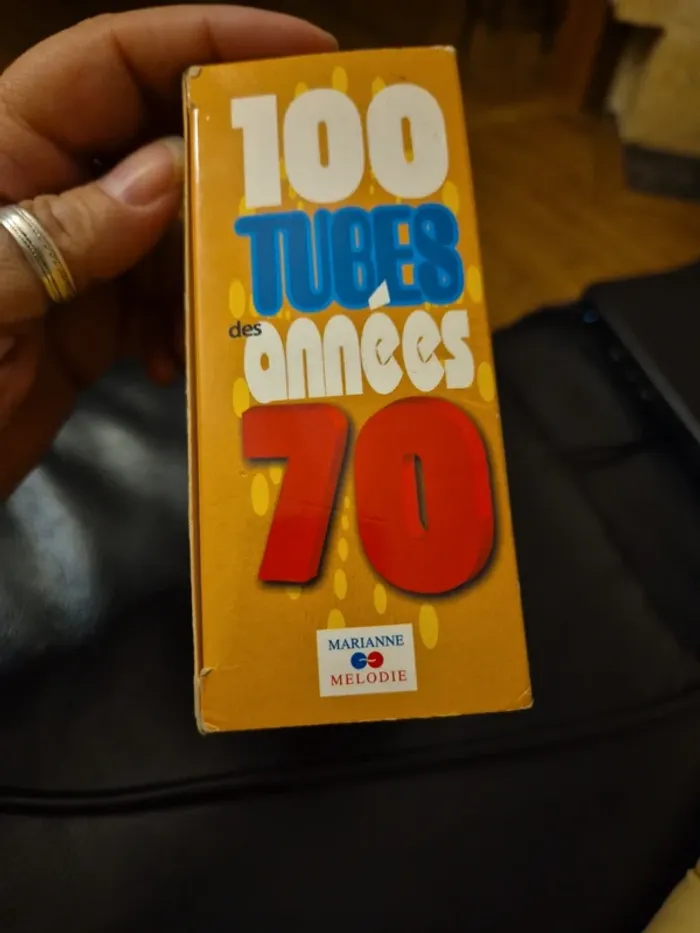 100
TUBES
des
années
70
MARIANNE
MELODIE